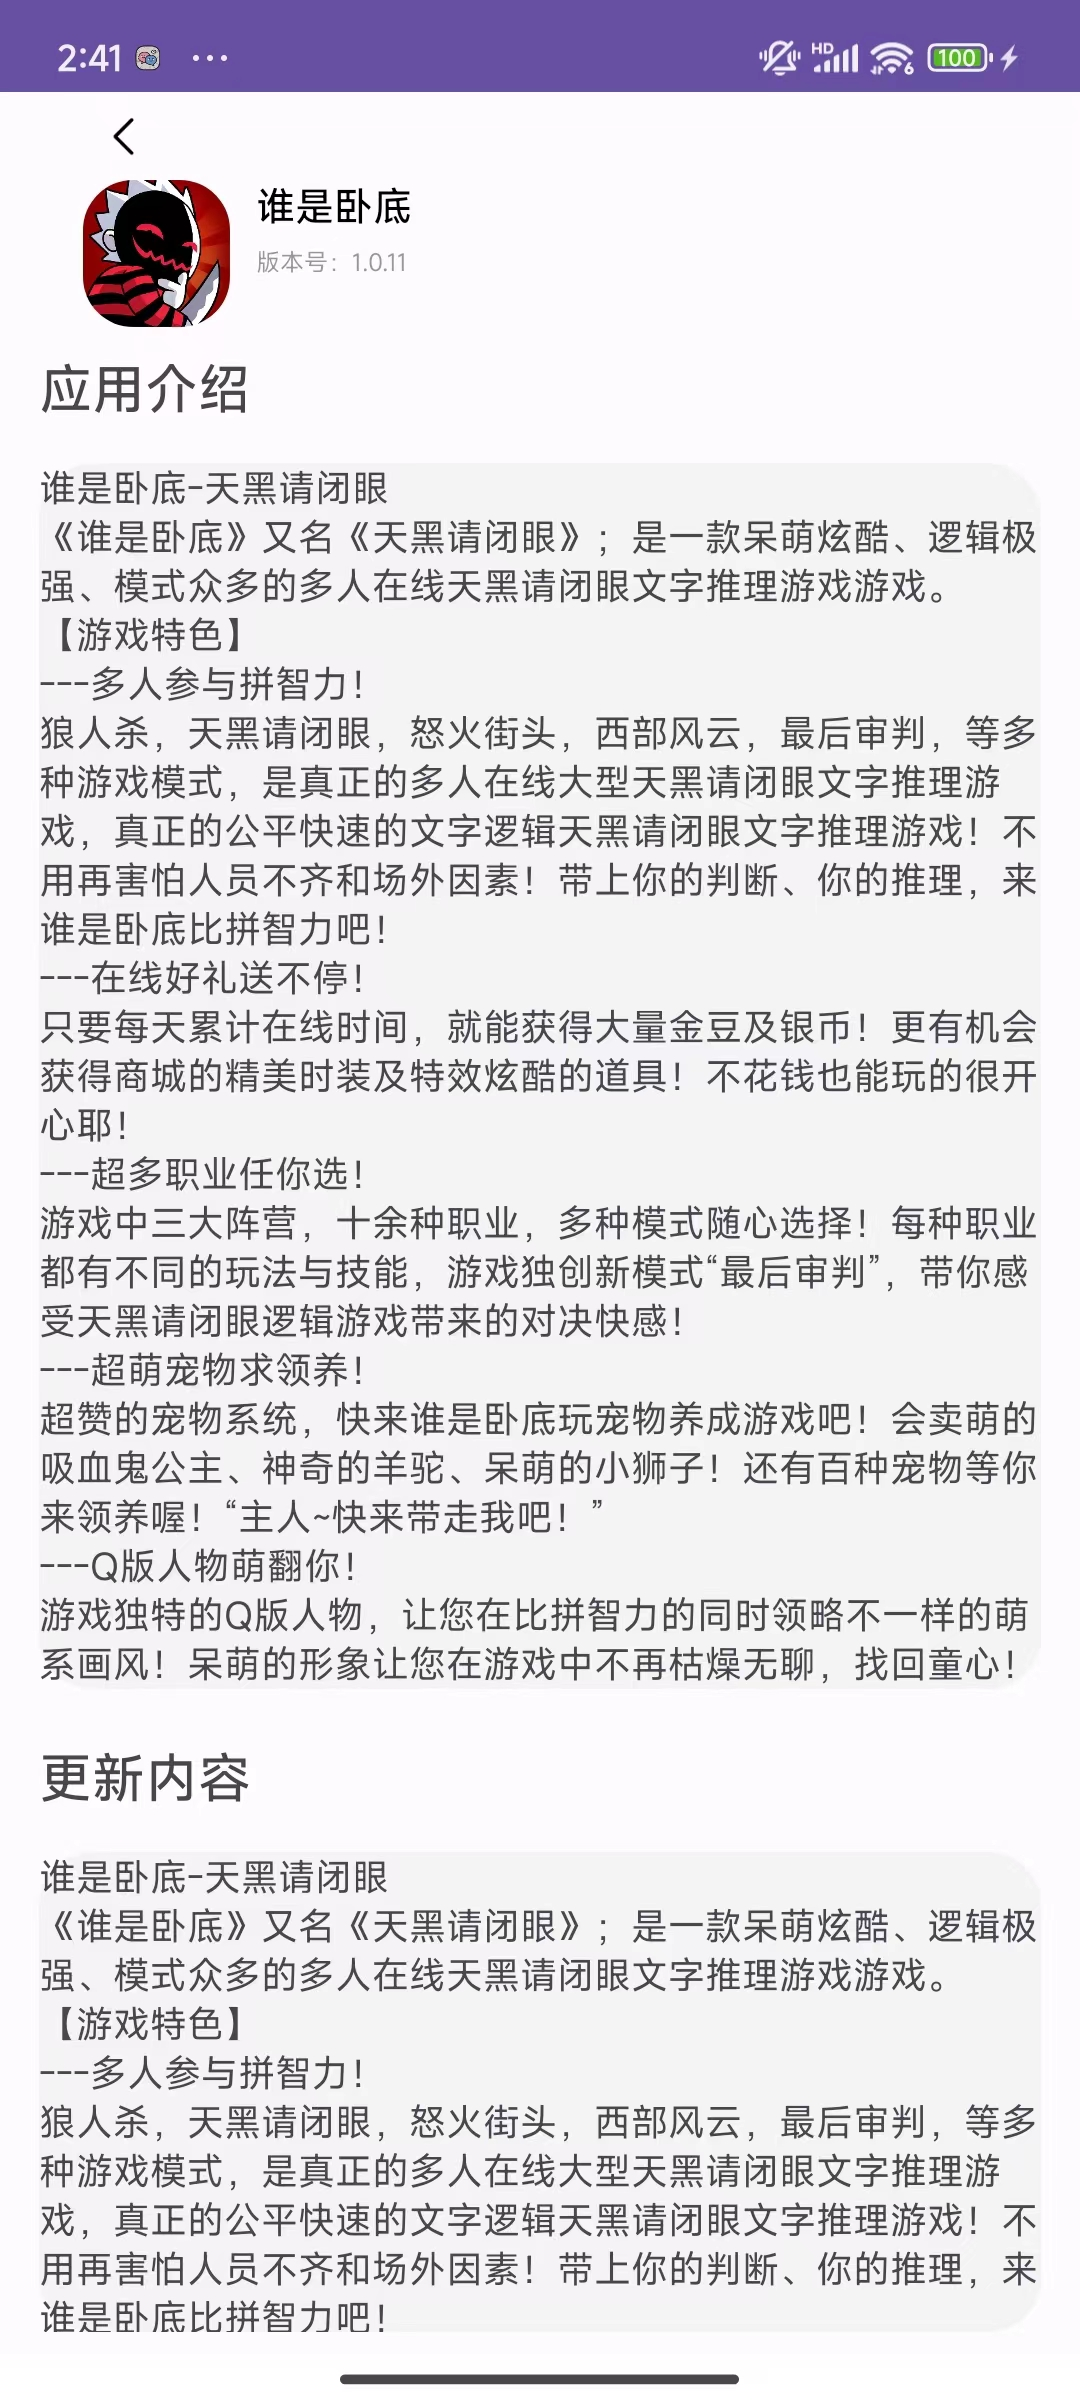 2:41
HD
6
100
谁是卧底
版本号：1.0.11
应用介绍
谁是卧底-天黑请闭眼
《谁是卧底》又名《天黑请闭眼》；是一款呆萌炫酷、逻辑极
强、模式众多的多人在线天黑请闭眼文字推理游戏游戏。
【游戏特色】
---多人参与拼智力！
狼人杀，天黑请闭眼，怒火街头，西部风云，最后审判，等多
种游戏模式，是真正的多人在线大型天黑请闭眼文字推理游
戏，真正的公平快速的文字逻辑天黑请闭眼文字推理游戏！不
用再害怕人员不齐和场外因素！带上你的判断、你的推理，来
谁是卧底比拼智力吧！
---在线好礼送不停！
只要每天累计在线时间，就能获得大量金豆及银币！更有机会
获得商城的精美时装及特效炫酷的道具！不花钱也能玩的很开
心耶！
---超多职业任你选！
游戏中三大阵营，十余种职业，多种模式随心选择！每种职业
都有不同的玩法与技能，游戏独创新模式“最后审判”，带你感
受天黑请闭眼逻辑游戏带来的对决快感！
---超萌宠物求领养！
超赞的宠物系统，快来谁是卧底玩宠物养成游戏吧！会卖萌的
吸血鬼公主、神奇的羊驼、呆萌的小狮子！还有百种宠物等你
来领养喔！“主人~快来带走我吧！”
---Q版人物萌翻你！
游戏独特的Q版人物，让您在比拼智力的同时领略不一样的萌
系画风！呆萌的形象让您在游戏中不再枯燥无聊，找回童心！
更新内容
谁是卧底-天黑请闭眼
《谁是卧底》又名《天黑请闭眼》；是一款呆萌炫酷、逻辑极
强、模式众多的多人在线天黑请闭眼文字推理游戏游戏。
【游戏特色】
---多人参与拼智力！
狼人杀，天黑请闭眼，怒火街头，西部风云，最后审判，等多
种游戏模式，是真正的多人在线大型天黑请闭眼文字推理游
戏，真正的公平快速的文字逻辑天黑请闭眼文字推理游戏！不
用再害怕人员不齐和场外因素！带上你的判断、你的推理，来
谁是卧底比拼智力吧！